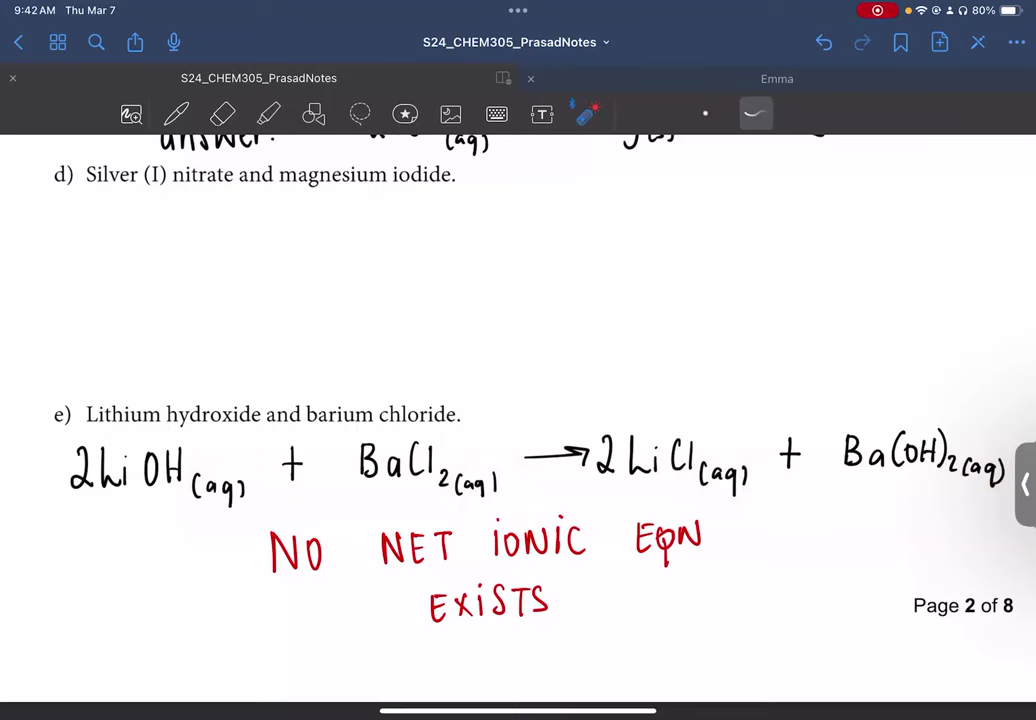 9:42 AM Thu Mar 7
80%
S24_CHEM305_PrasadNotes
S24_CHEM305_PrasadNotes
Emma
answer: (aq)
d) Silver (I) nitrate and magnesium iodide.
e) Lithium hydroxide and barium chloride.
2LiOH(aq) + BaCl2(aq) → 2LiCl(aq) + Ba(OH)2(aq)
NO NET iONiC EQN
EXiSTS
Page 2 of 8